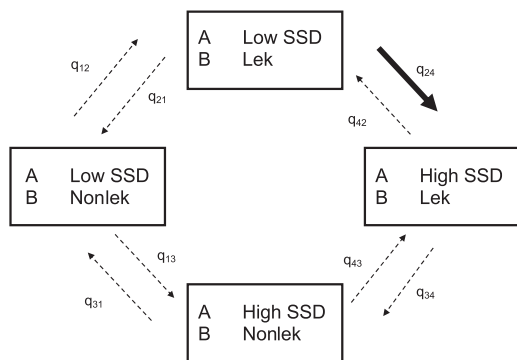 A Low SSD
B Lek
q12
q21
q24
q42
A Low SSD
B Nonlek
A High SSD
B Lek
q13
q31
q43
q34
A High SSD
B Nonlek